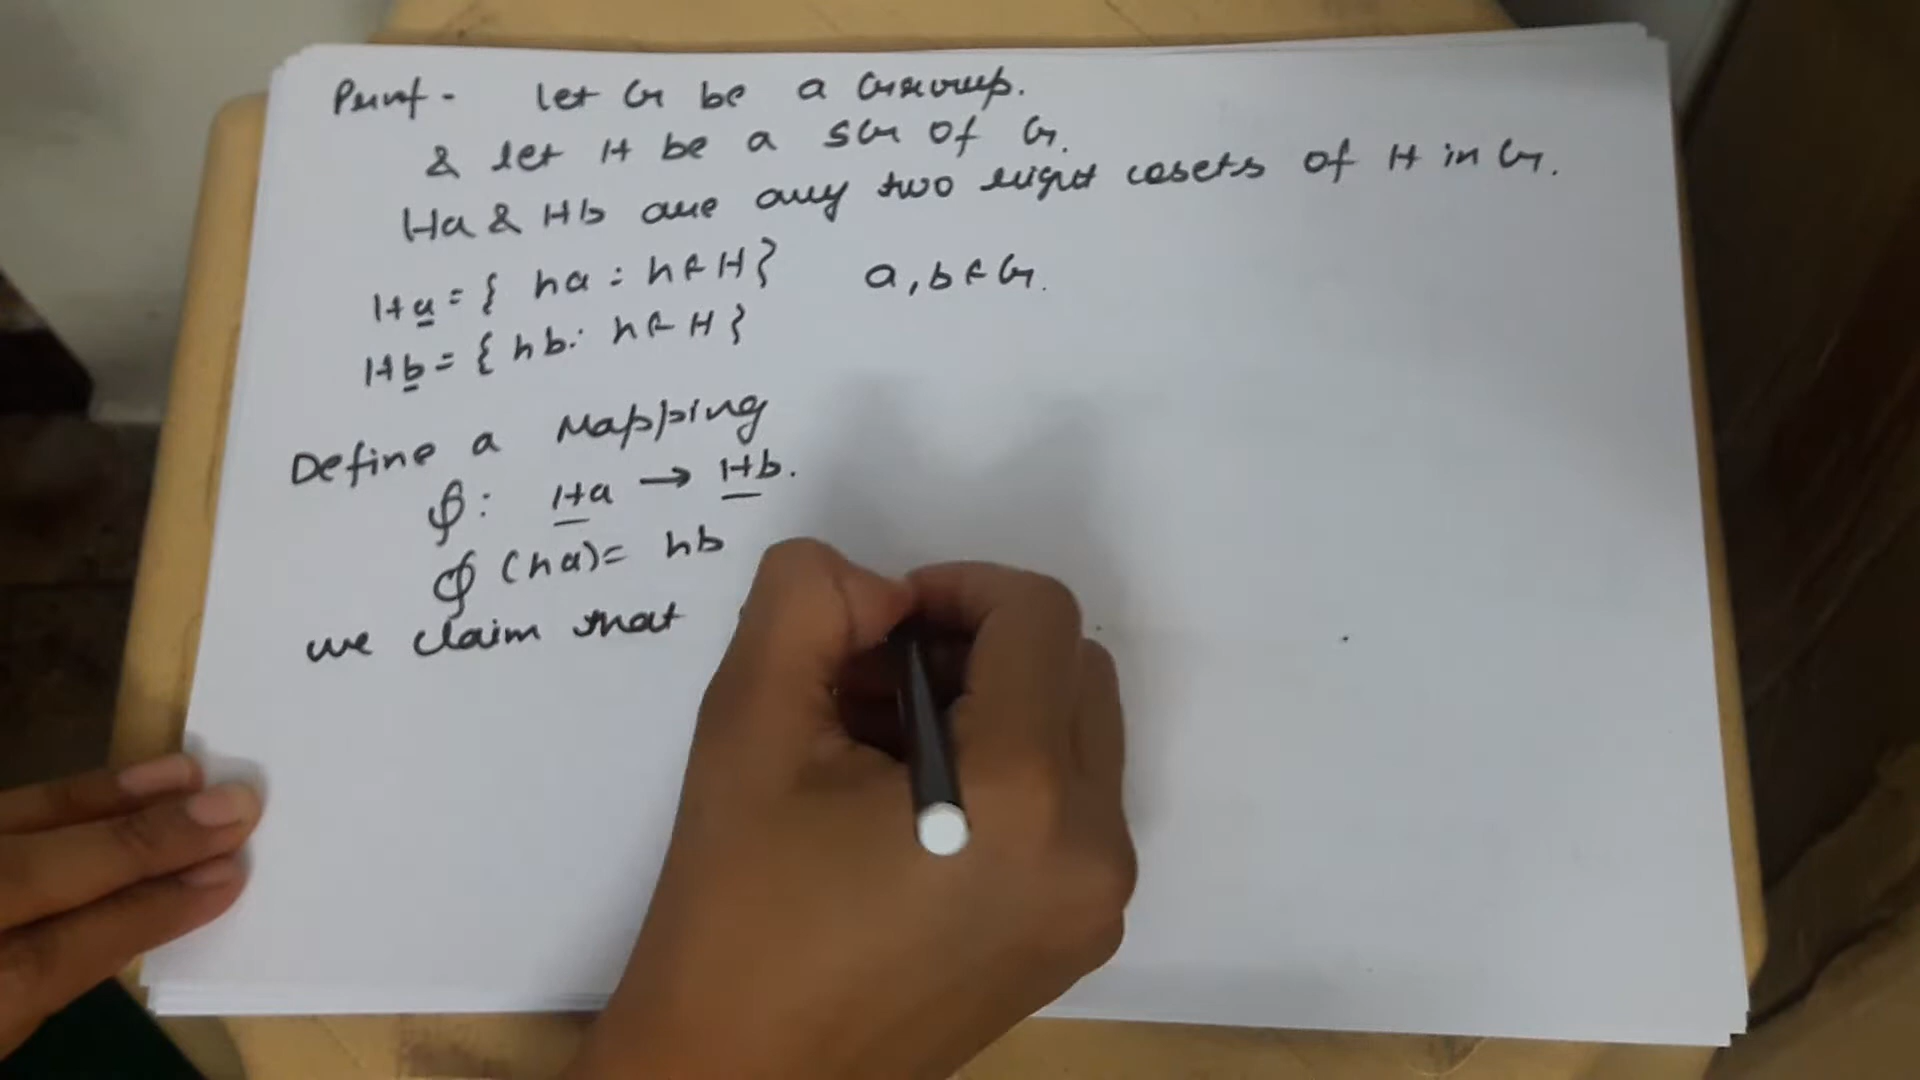 Proof - Let G be a Group.
& let H be a SG of G.
Ha & Hb are any two right cosets of H in G.
Ha = { ha : h ∈ H } a, b ∈ G.
Hb = { hb : h ∈ H }
Define a Mapping
φ : Ha → Hb.
φ (ha) = hb
we claim that